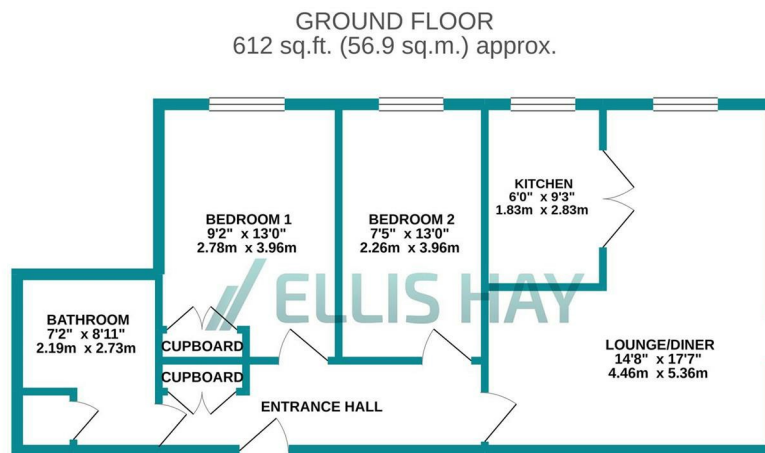 GROUND FLOOR
612 sq.ft. (56.9 sq.m.) approx.
KITCHEN
6'0" x 9'3"
1.83m x 2.83m
BEDROOM 1
9'2" x 13'0"
2.78m x 3.96m
BEDROOM 2
7'5" x 13'0"
2.26m x 3.96m
ELLIS HAY
BATHROOM
7'2" x 8'11"
2.19m x 2.73m
CUPBOARD
CUPBOARD
LOUNGE/DINER
14'8" x 17'7"
4.46m x 5.36m
ENTRANCE HALL